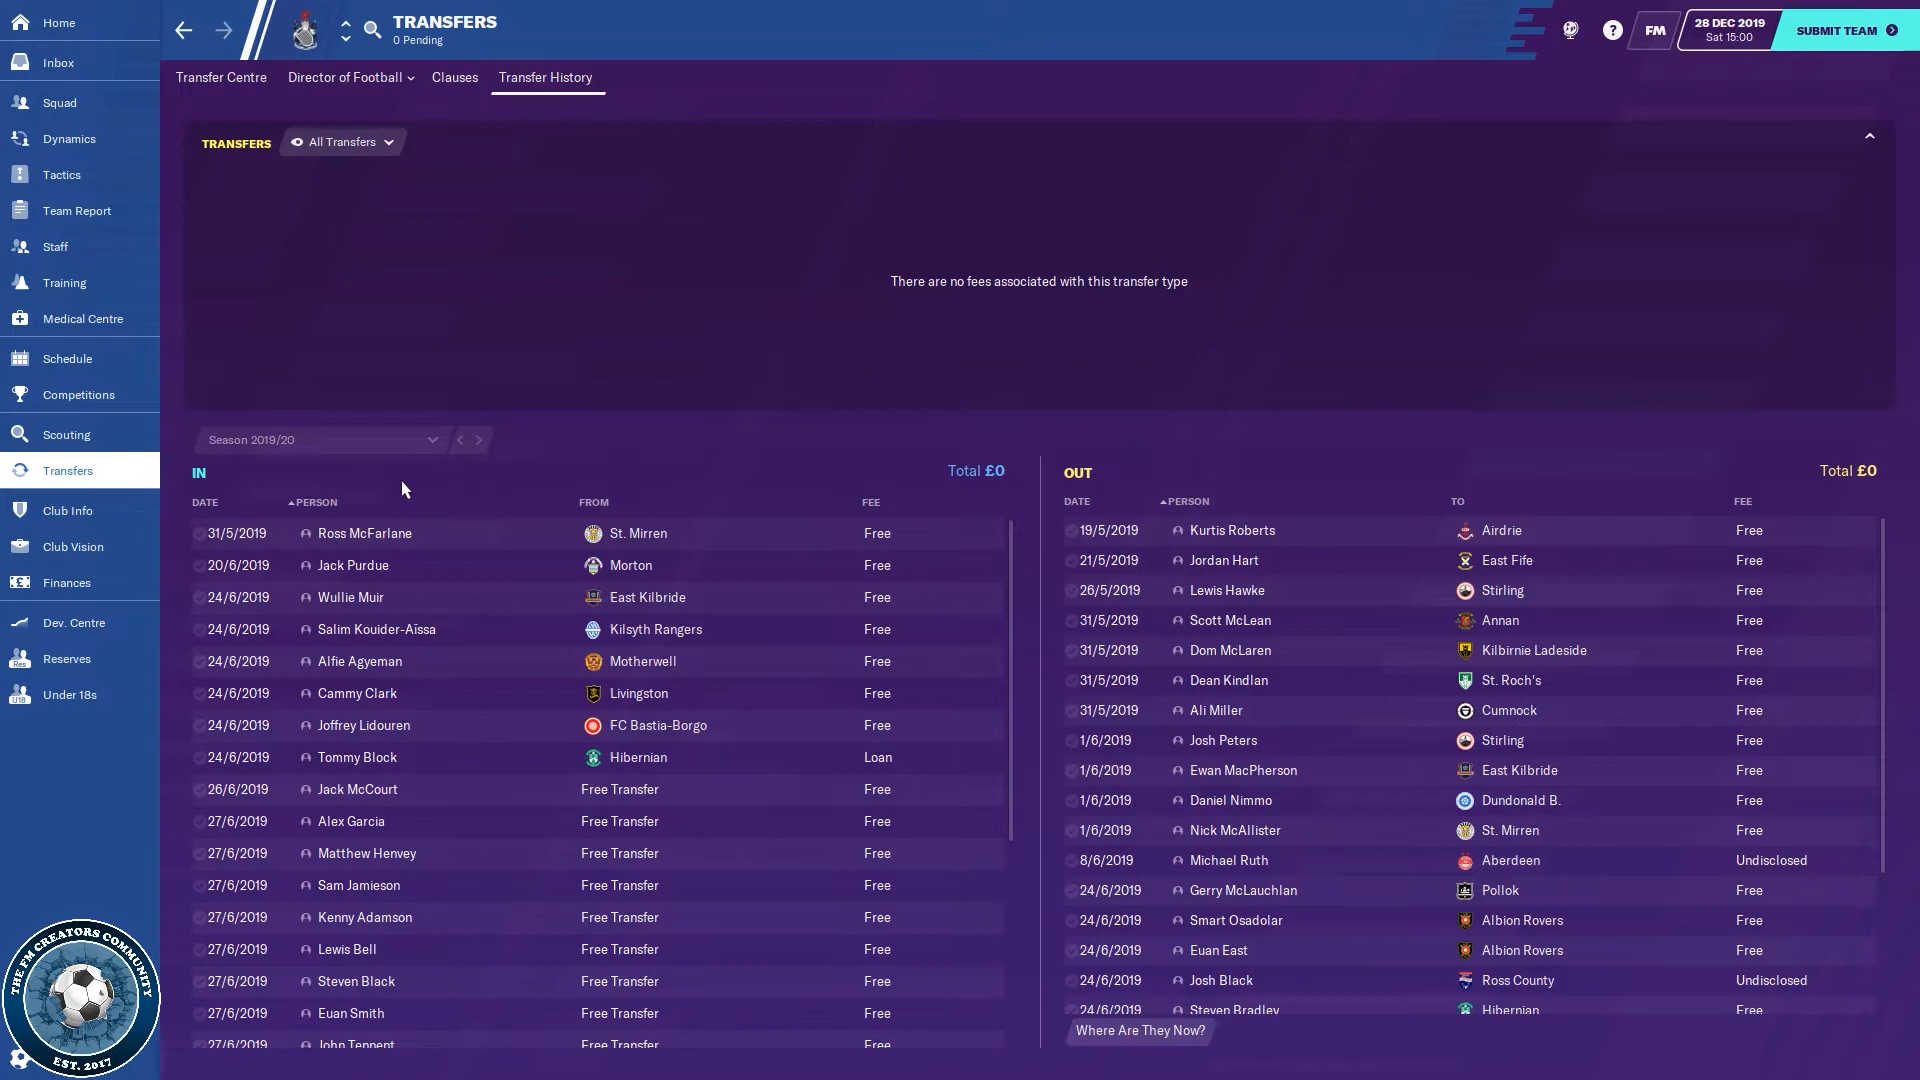 Home
Inbox
Squad
Dynamics
Tactics
Team Report
Staff
Training
Medical Centre
Schedule
Competitions
Scouting
Transfers
Club Info
Club Vision
Finances
Dev. Centre
Res
Reserves
U18
Under 18s
THE FM CREATORS COMMUNITY
EST. 2017
TRANSFERS
0 Pending
?
FM
28 DEC 2019
Sat 15:00
SUBMIT TEAM
Transfer Centre Director of Football Clauses Transfer History
TRANSFERS All Transfers
There are no fees associated with this transfer type
Season 2019/20
IN Total £0
DATE PERSON FROM FEE
31/5/2019 Ross McFarlane St. Mirren Free
20/6/2019 Jack Purdue Morton Free
24/6/2019 Wullie Muir East Kilbride Free
24/6/2019 Salim Kouider-Aïssa Kilsyth Rangers Free
24/6/2019 Alfie Agyeman Motherwell Free
24/6/2019 Cammy Clark Livingston Free
24/6/2019 Joffrey Lidouren FC Bastia-Borgo Free
24/6/2019 Tommy Block Hibernian Loan
26/6/2019 Jack McCourt Free Transfer Free
27/6/2019 Alex Garcia Free Transfer Free
27/6/2019 Matthew Henvey Free Transfer Free
27/6/2019 Sam Jamieson Free Transfer Free
27/6/2019 Kenny Adamson Free Transfer Free
27/6/2019 Lewis Bell Free Transfer Free
27/6/2019 Steven Black Free Transfer Free
27/6/2019 Euan Smith Free Transfer Free
27/6/2019 John Tennent Free Transfer Free
OUT Total £0
DATE PERSON TO FEE
19/5/2019 Kurtis Roberts Airdrie Free
21/5/2019 Jordan Hart East Fife Free
26/5/2019 Lewis Hawke Stirling Free
31/5/2019 Scott McLean Annan Free
31/5/2019 Dom McLaren Kilbirnie Ladeside Free
31/5/2019 Dean Kindlan St. Roch's Free
31/5/2019 Ali Miller Cumnock Free
1/6/2019 Josh Peters Stirling Free
1/6/2019 Ewan MacPherson East Kilbride Free
1/6/2019 Daniel Nimmo Dundonald B. Free
1/6/2019 Nick McAllister St. Mirren Free
8/6/2019 Michael Ruth Aberdeen Undisclosed
24/6/2019 Gerry McLauchlan Pollok Free
24/6/2019 Smart Osadolar Albion Rovers Free
24/6/2019 Euan East Albion Rovers Free
24/6/2019 Josh Black Ross County Undisclosed
24/6/2019 Steven Bradley Hibernian Free
Where Are They Now?